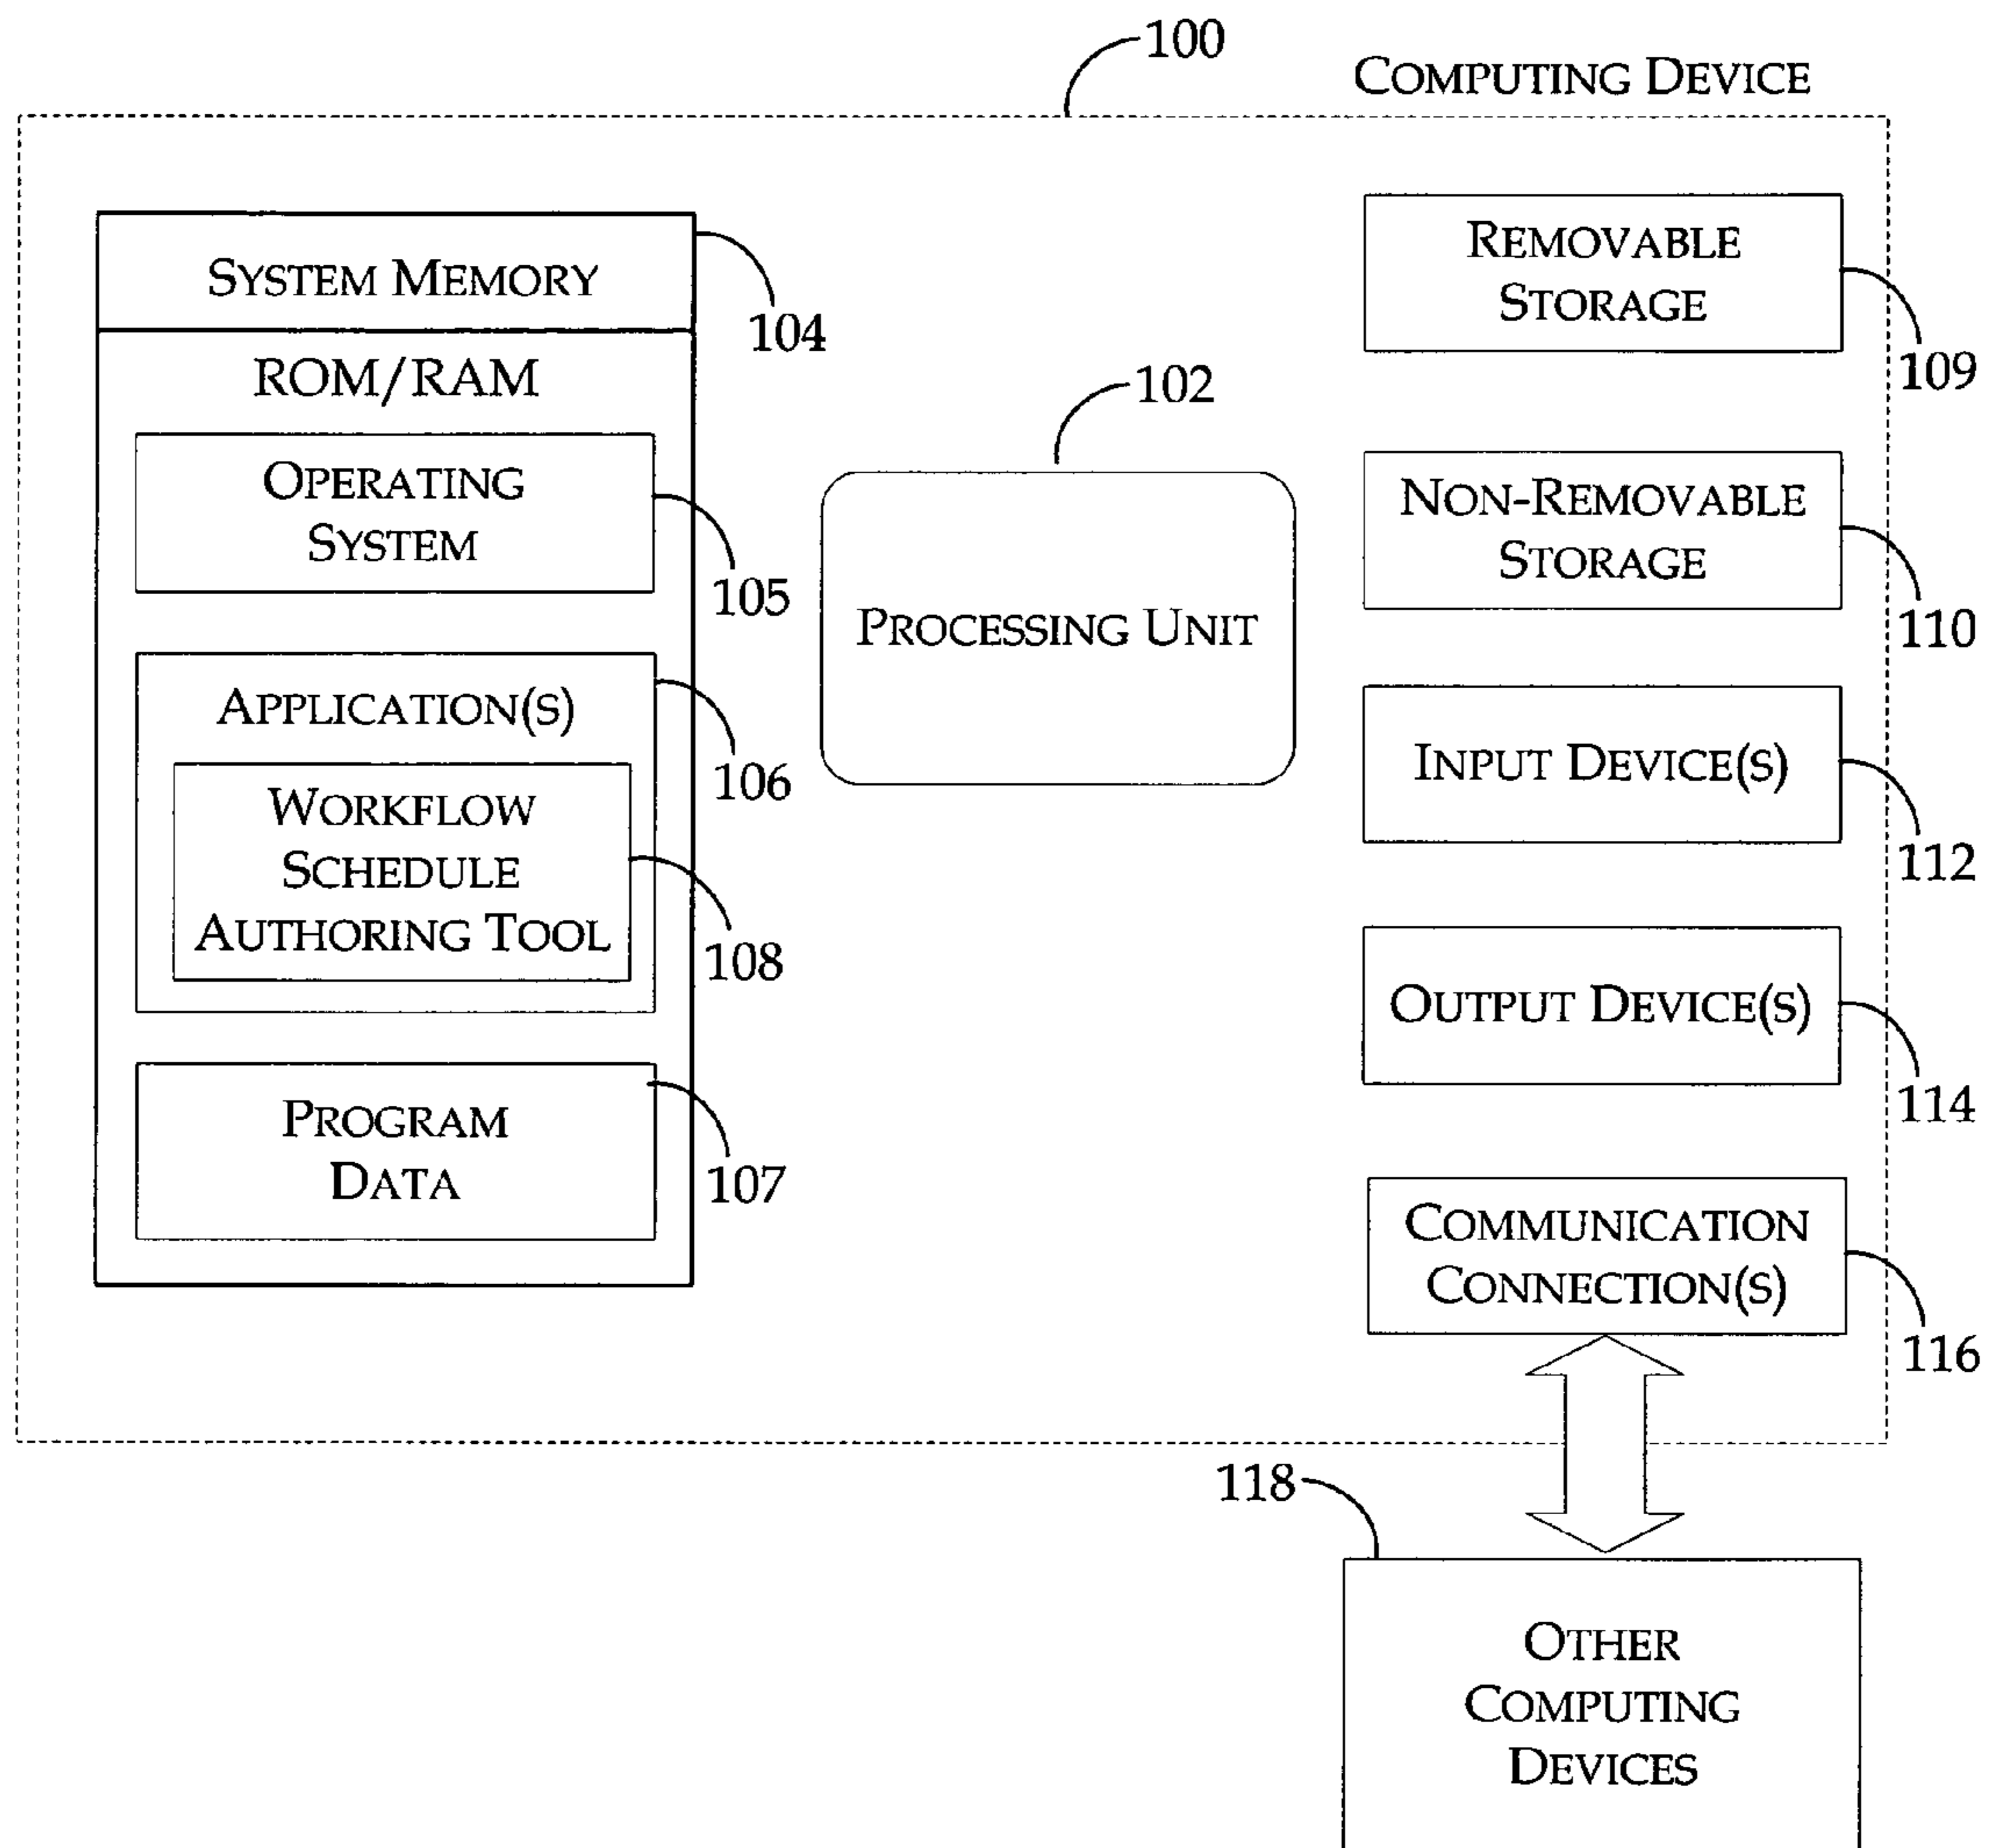 100
COMPUTING DEVICE
SYSTEM MEMORY
104
ROM/RAM
OPERATING
SYSTEM
105
APPLICATION(S)
106
WORKFLOW
SCHEDULE
AUTHORING TOOL
108
PROGRAM
DATA
107
102
PROCESSING UNIT
REMOVABLE
STORAGE
109
NON-REMOVABLE
STORAGE
110
INPUT DEVICE(S)
112
OUTPUT DEVICE(S)
114
COMMUNICATION
CONNECTION(S)
116
118
OTHER
COMPUTING
DEVICES